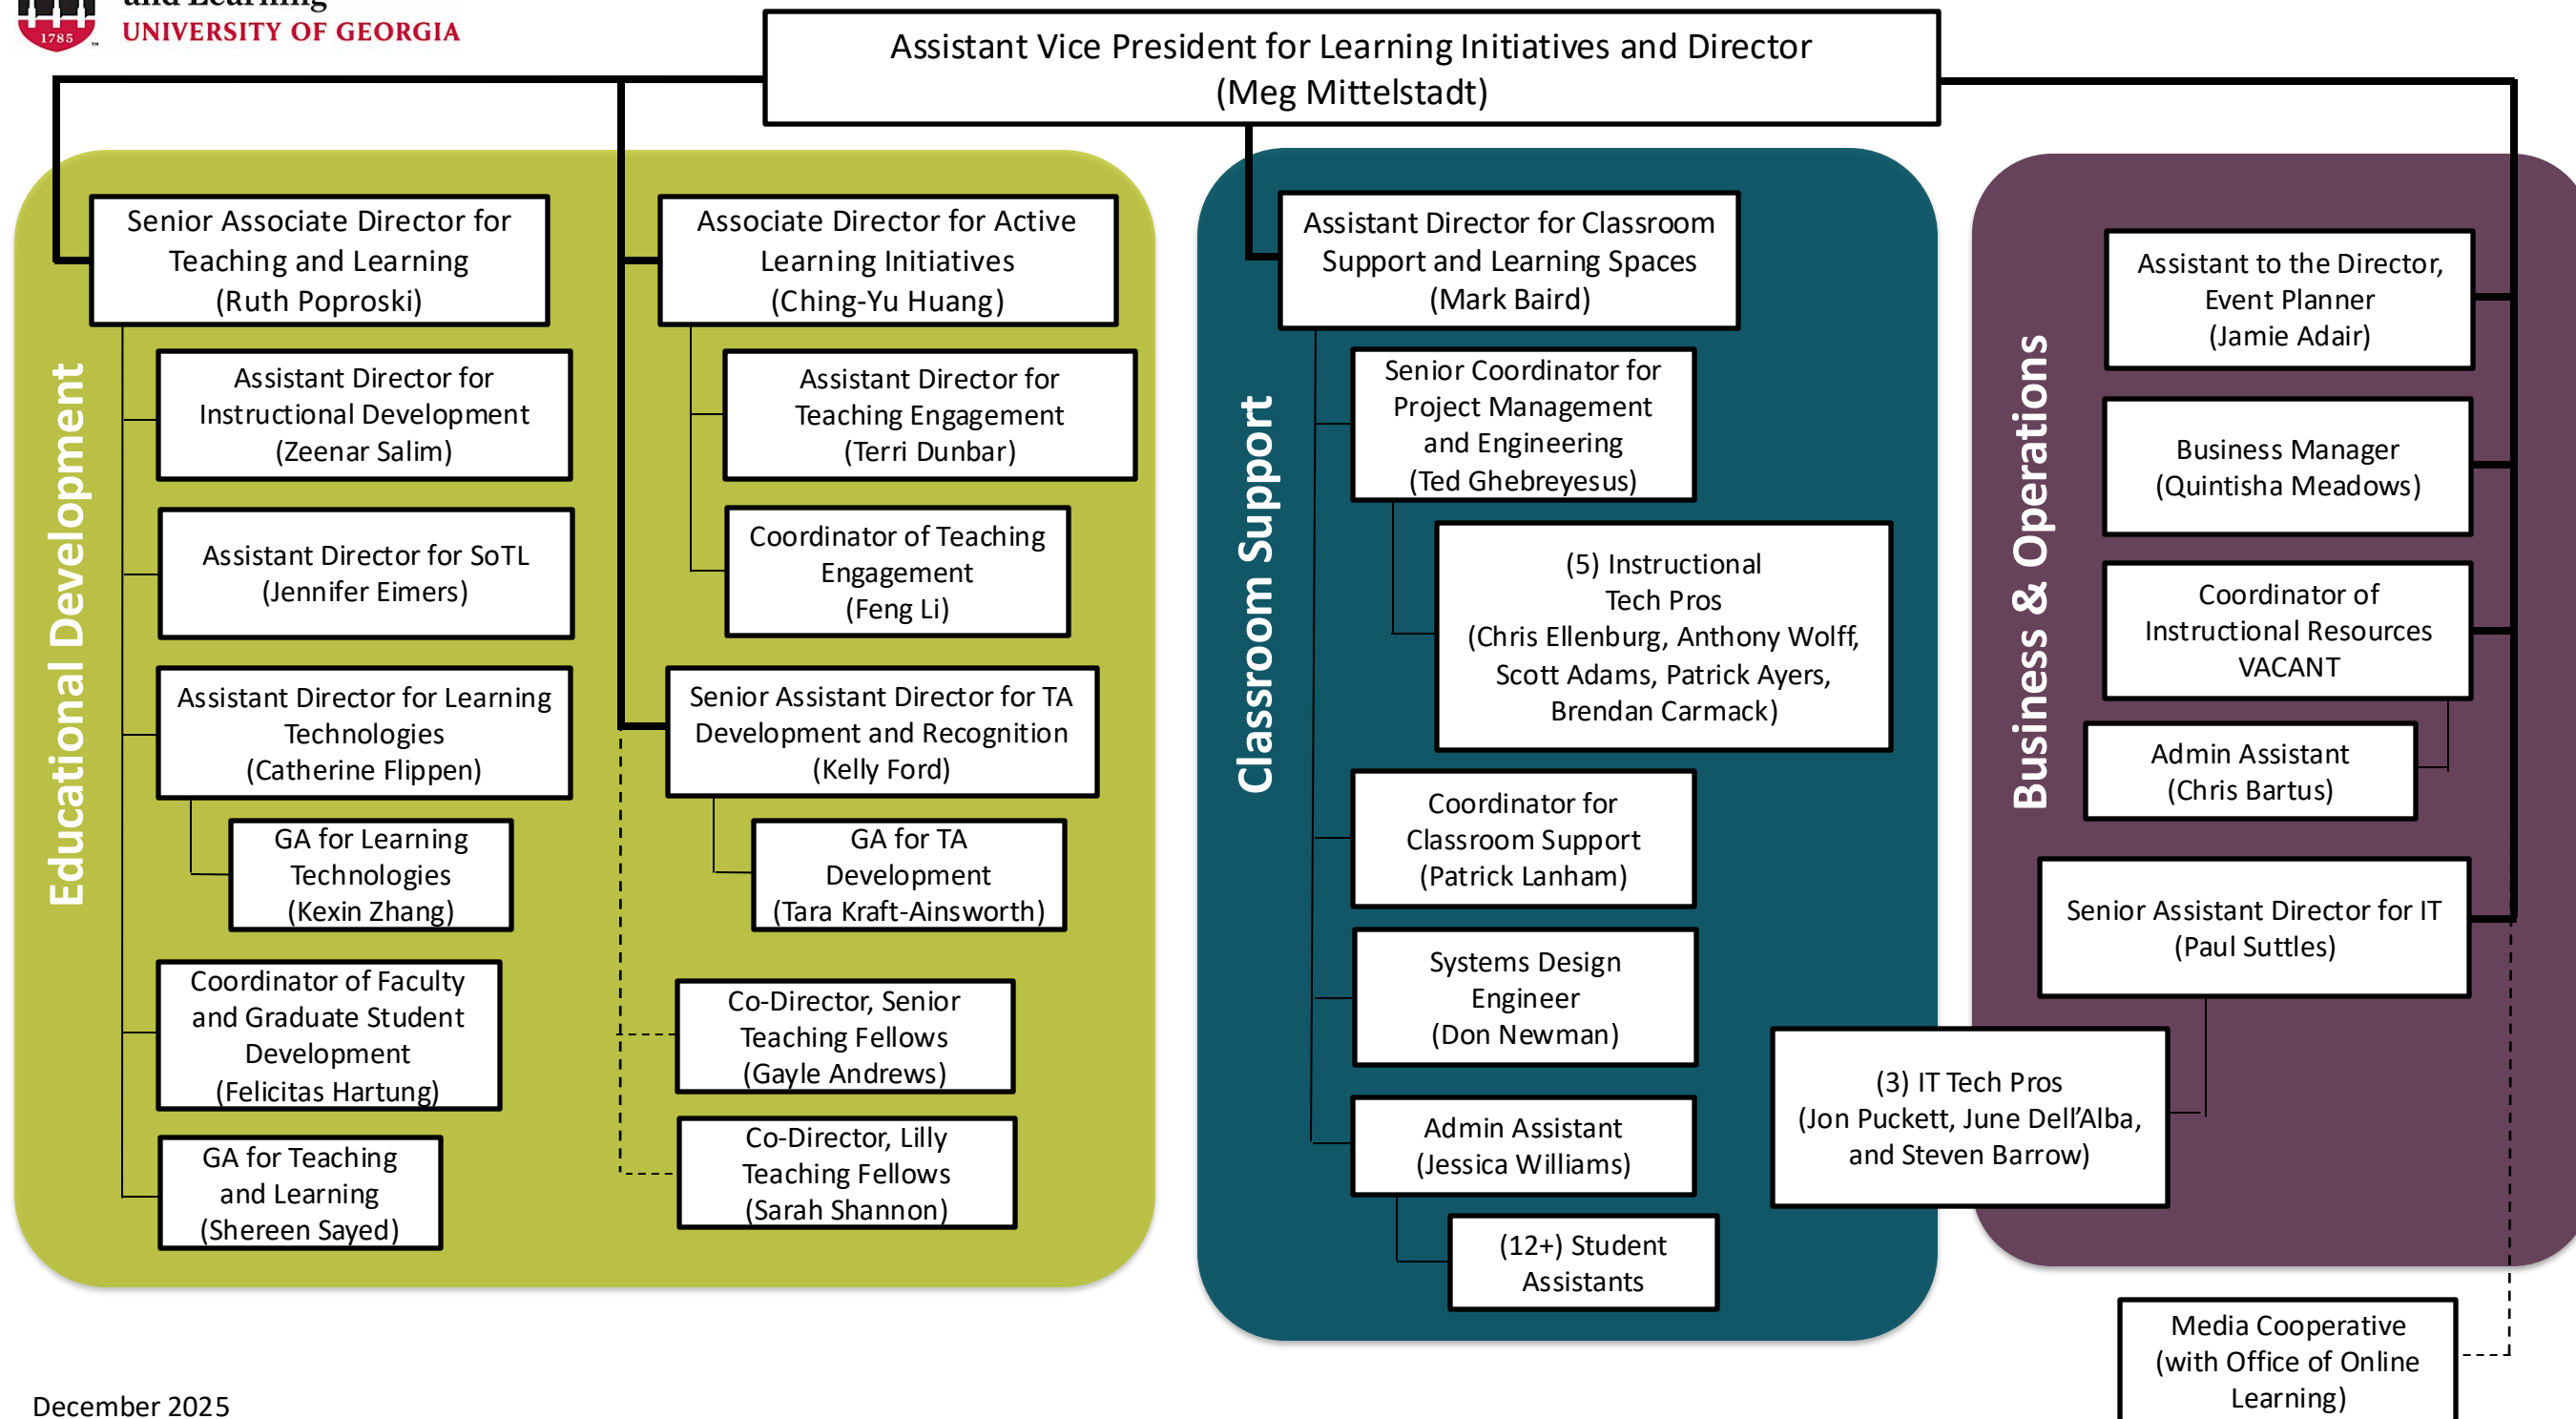 and Learning
UNIVERSITY OF GEORGIA
1785
™
Assistant Vice President for Learning Initiatives and Director
(Meg Mittelstadt)
Educational Development
Senior Associate Director for
Teaching and Learning
(Ruth Poproski)
Assistant Director for
Instructional Development
(Zeenar Salim)
Assistant Director for SoTL
(Jennifer Eimers)
Assistant Director for Learning
Technologies
(Catherine Flippen)
GA for Learning
Technologies
(Kexin Zhang)
Coordinator of Faculty
and Graduate Student
Development
(Felicitas Hartung)
GA for Teaching
and Learning
(Shereen Sayed)
Associate Director for Active
Learning Initiatives
(Ching-Yu Huang)
Assistant Director for
Teaching Engagement
(Terri Dunbar)
Coordinator of Teaching
Engagement
(Feng Li)
Senior Assistant Director for TA
Development and Recognition
(Kelly Ford)
GA for TA
Development
(Tara Kraft-Ainsworth)
Co-Director, Senior
Teaching Fellows
(Gayle Andrews)
Co-Director, Lilly
Teaching Fellows
(Sarah Shannon)
Classroom Support
Assistant Director for Classroom
Support and Learning Spaces
(Mark Baird)
Senior Coordinator for
Project Management
and Engineering
(Ted Ghebreyesus)
(5) Instructional
Tech Pros
(Chris Ellenburg, Anthony Wolff,
Scott Adams, Patrick Ayers,
Brendan Carmack)
Coordinator for
Classroom Support
(Patrick Lanham)
Systems Design
Engineer
(Don Newman)
Admin Assistant
(Jessica Williams)
(12+) Student
Assistants
Business & Operations
Assistant to the Director,
Event Planner
(Jamie Adair)
Business Manager
(Quintisha Meadows)
Coordinator of
Instructional Resources
VACANT
Admin Assistant
(Chris Bartus)
Senior Assistant Director for IT
(Paul Suttles)
(3) IT Tech Pros
(Jon Puckett, June Dell’Alba,
and Steven Barrow)
Media Cooperative
(with Office of Online
Learning)
December 2025